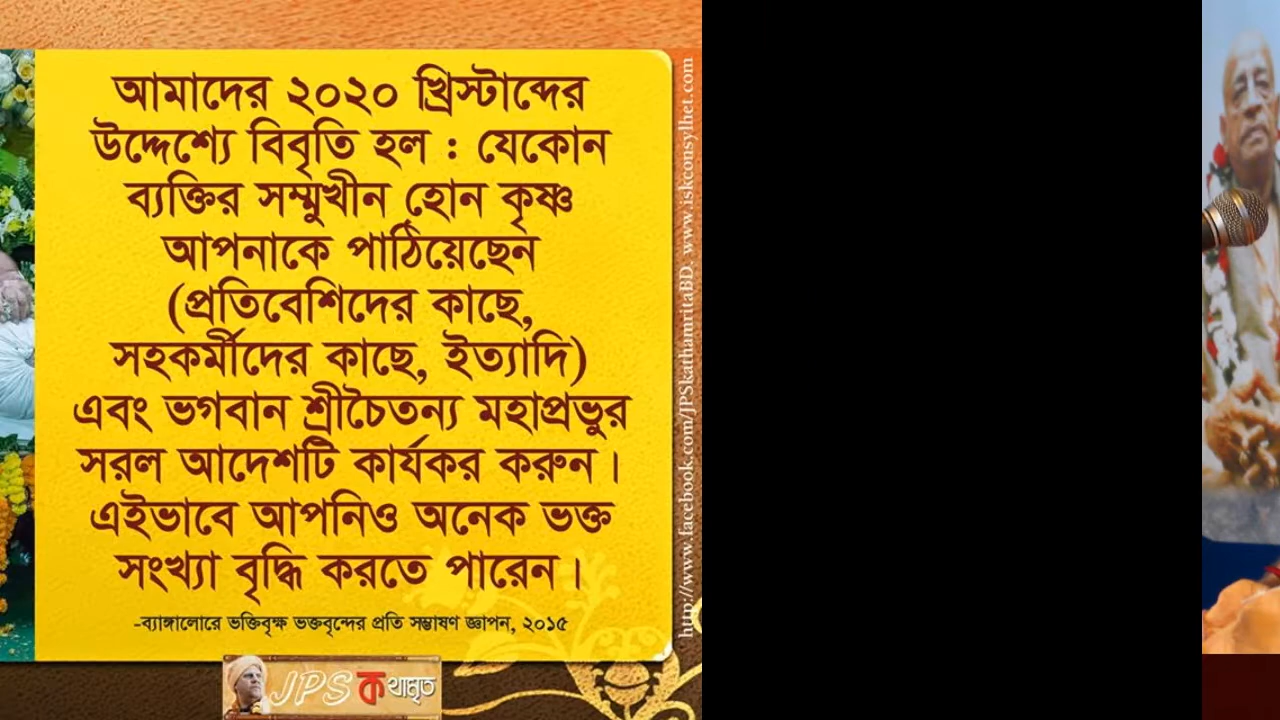 আমাদের ২০২০ খ্রিস্টাব্দের
উদ্দেশ্যে বিবৃতি হল : যেকোন
ব্যক্তির সম্মুখীন হোন কৃষ্ণ
আপনাকে পাঠিয়েছেন
(প্রতিবেশিদের কাছে,
সহকর্মীদের কাছে, ইত্যাদি)
এবং ভগবান শ্রীচৈতন্য মহাপ্রভুর
সরল আদেশটি কার্যকর করুন।
এইভাবে আপনিও অনেক ভক্ত
সংখ্যা বৃদ্ধি করতে পারেন।
-ব্যাঙ্গালোরে ভক্তিবৃক্ষ ভক্তবৃন্দের প্রতি সম্ভাষণ জ্ঞাপন, ২০১৫
JPS কথামৃত
http://www.facebook.com/JPSkathamritaBD, www.iskconsylhet.com